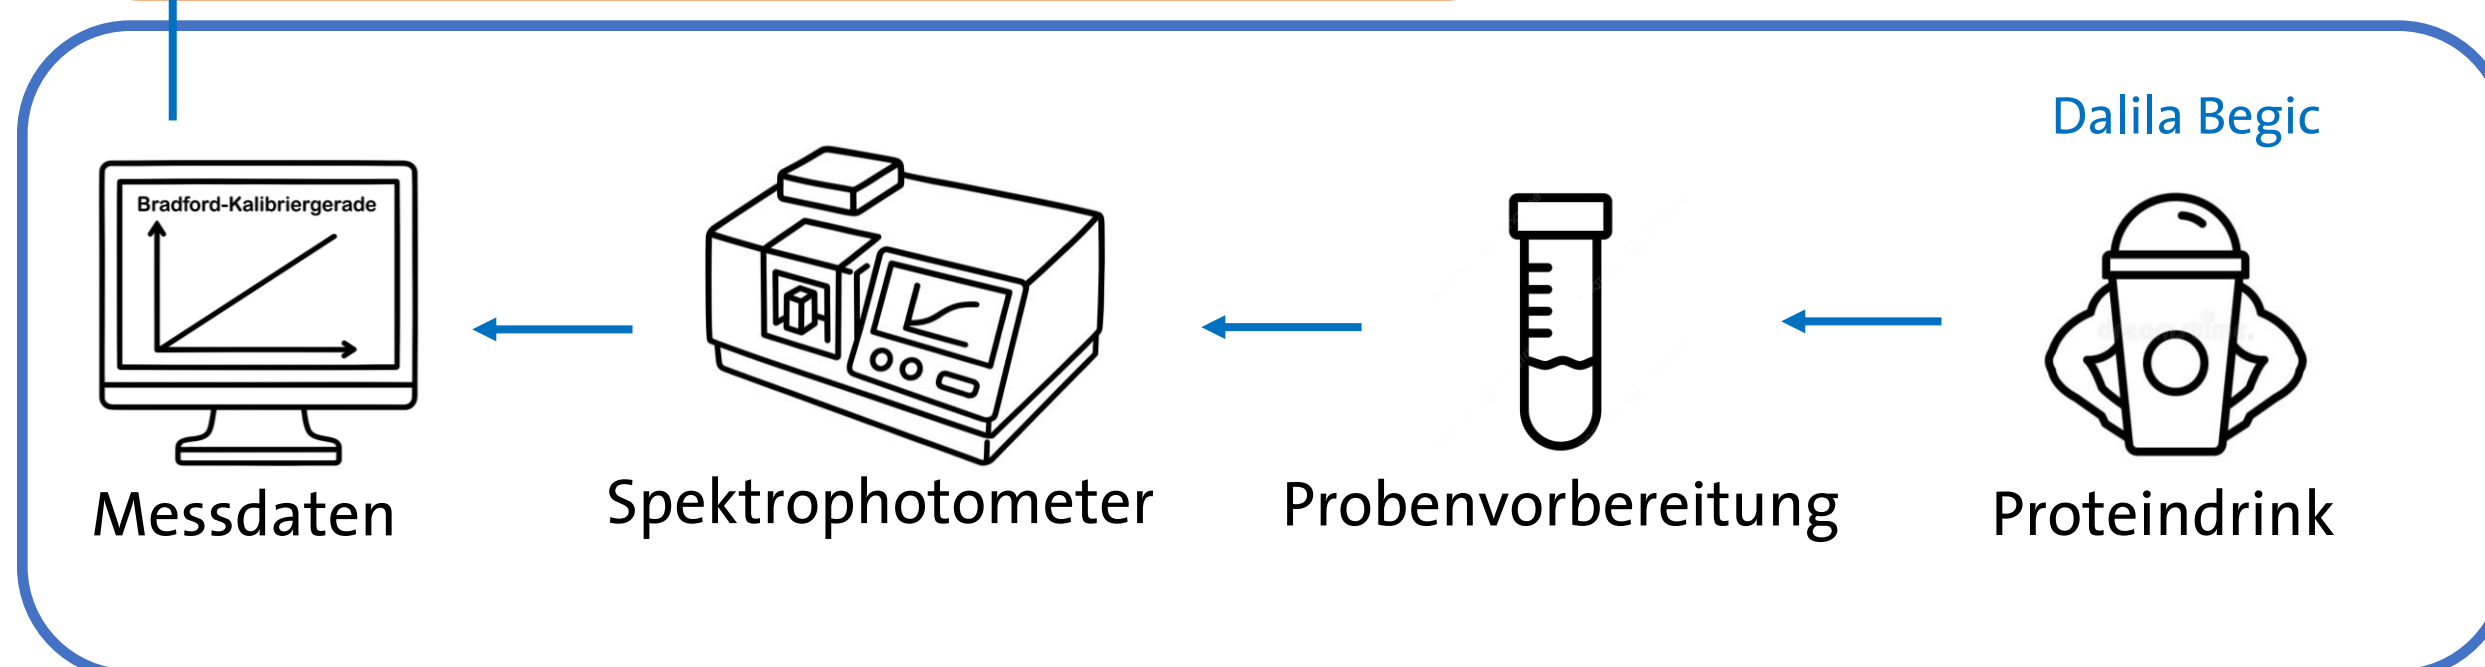 Dalila Begic
Bradford-Kalibriergerade
Messdaten
Spektrophotometer
Probenvorbereitung
Proteindrink